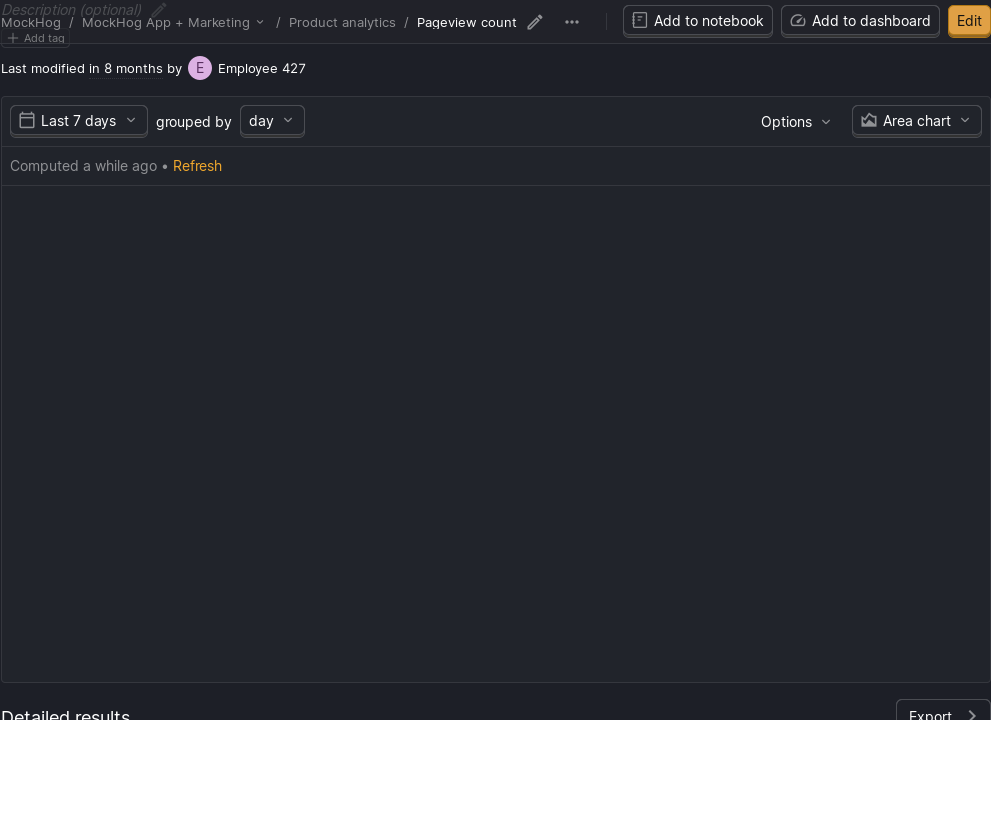 Description (optional)
MockHog / MockHog App + Marketing / Product analytics / Pageview count
Add to notebook
Add to dashboard
Edit
Add tag
Last modified in 8 months by E Employee 427
Last 7 days grouped by day
Options
Area chart
Computed a while ago • Refresh
Detailed results
Export